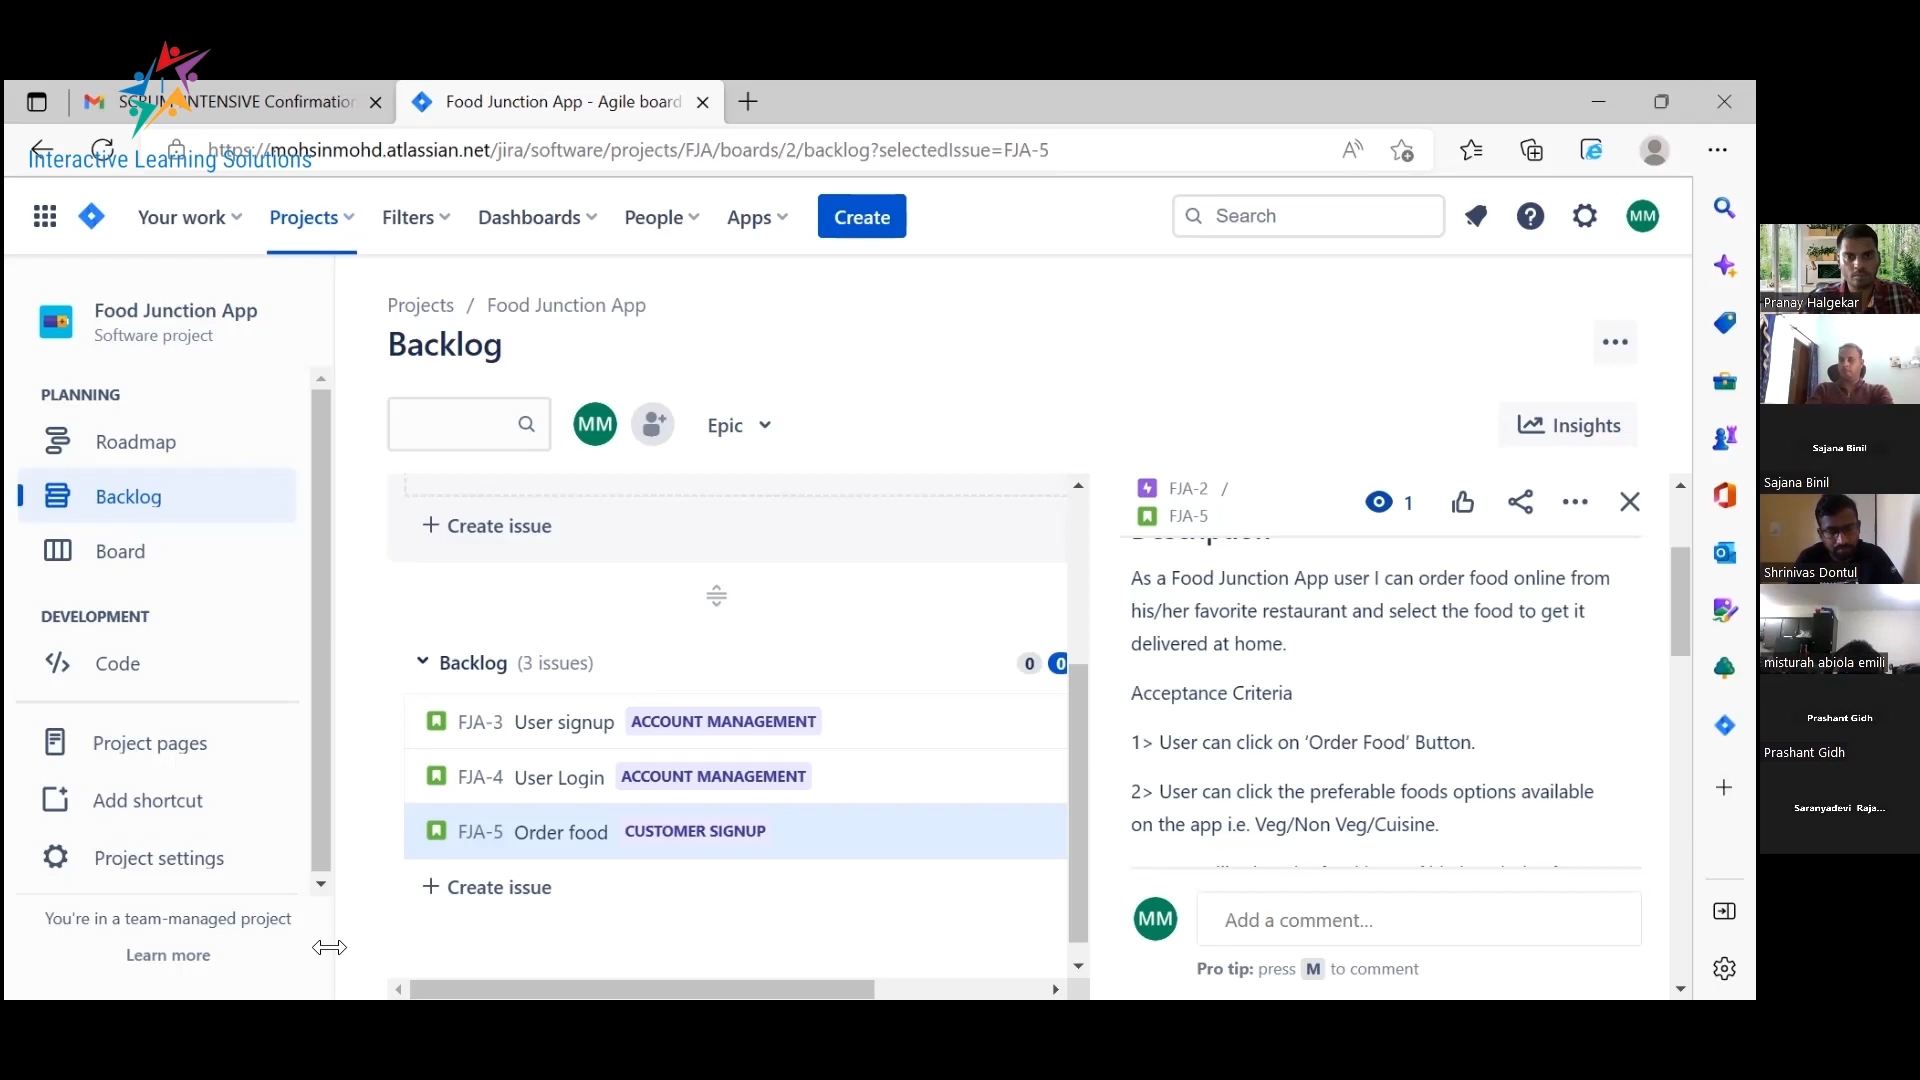 SCRUM INTENSIVE Confirmation
Food Junction App - Agile board
Interactive Learning Solutions
https://mohsinmohd.atlassian.net/jira/software/projects/FJA/boards/2/backlog?selectedIssue=FJA-5
Your work
Projects
Filters
Dashboards
People
Apps
Create
Search
MM
Food Junction App
Software project
PLANNING
Roadmap
Backlog
Board
DEVELOPMENT
Code
Project pages
Add shortcut
Project settings
You're in a team-managed project
Learn more
Projects / Food Junction App
Backlog
MM
Epic
Insights
+ Create issue
Backlog (3 issues)
0 0
FJA-3 User signup ACCOUNT MANAGEMENT
FJA-4 User Login ACCOUNT MANAGEMENT
FJA-5 Order food CUSTOMER SIGNUP
+ Create issue
FJA-2 /
FJA-5
1
Description
As a Food Junction App user I can order food online from
his/her favorite restaurant and select the food to get it
delivered at home.
Acceptance Criteria
1> User can click on ‘Order Food’ Button.
2> User can click the preferable foods options available
on the app i.e. Veg/Non Veg/Cuisine.
MM
Add a comment...
Pro tip: press M to comment
Pranay Halgekar
Sajana Binil
Sajana Binil
Shrinivas Dontul
misturah abiola emili
Prashant Gidh
Prashant Gidh
Saranyadevi Raja...